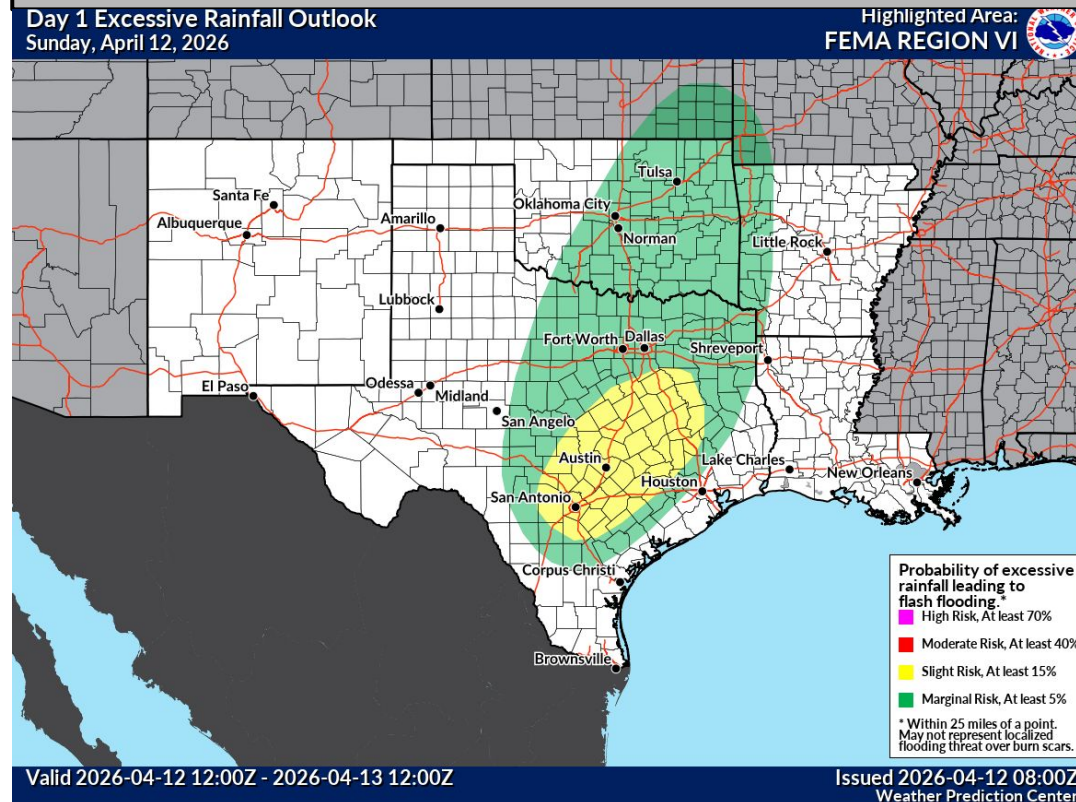 Day 1 Excessive Rainfall Outlook
Sunday, April 12, 2026
Highlighted Area:
FEMA REGION VI
Tulsa
Santa Fe
Oklahoma City
Albuquerque
Amarillo
Norman
Little Rock
Lubbock
Fort Worth
Dallas
Shreveport
El Paso
Odessa
Midland
San Angelo
Austin
Lake Charles
New Orleans
Houston
San Antonio
Corpus Christi
Brownsville
Probability of excessive
rainfall leading to
flash flooding.*
High Risk, At least 70%
Moderate Risk, At least 40%
Slight Risk, At least 15%
Marginal Risk, At least 5%
* Within 25 miles of a point.
May not represent localized
flooding threat over burn scars.
Valid 2026-04-12 12:00Z - 2026-04-13 12:00Z
Issued 2026-04-12 08:00Z
Weather Prediction Center